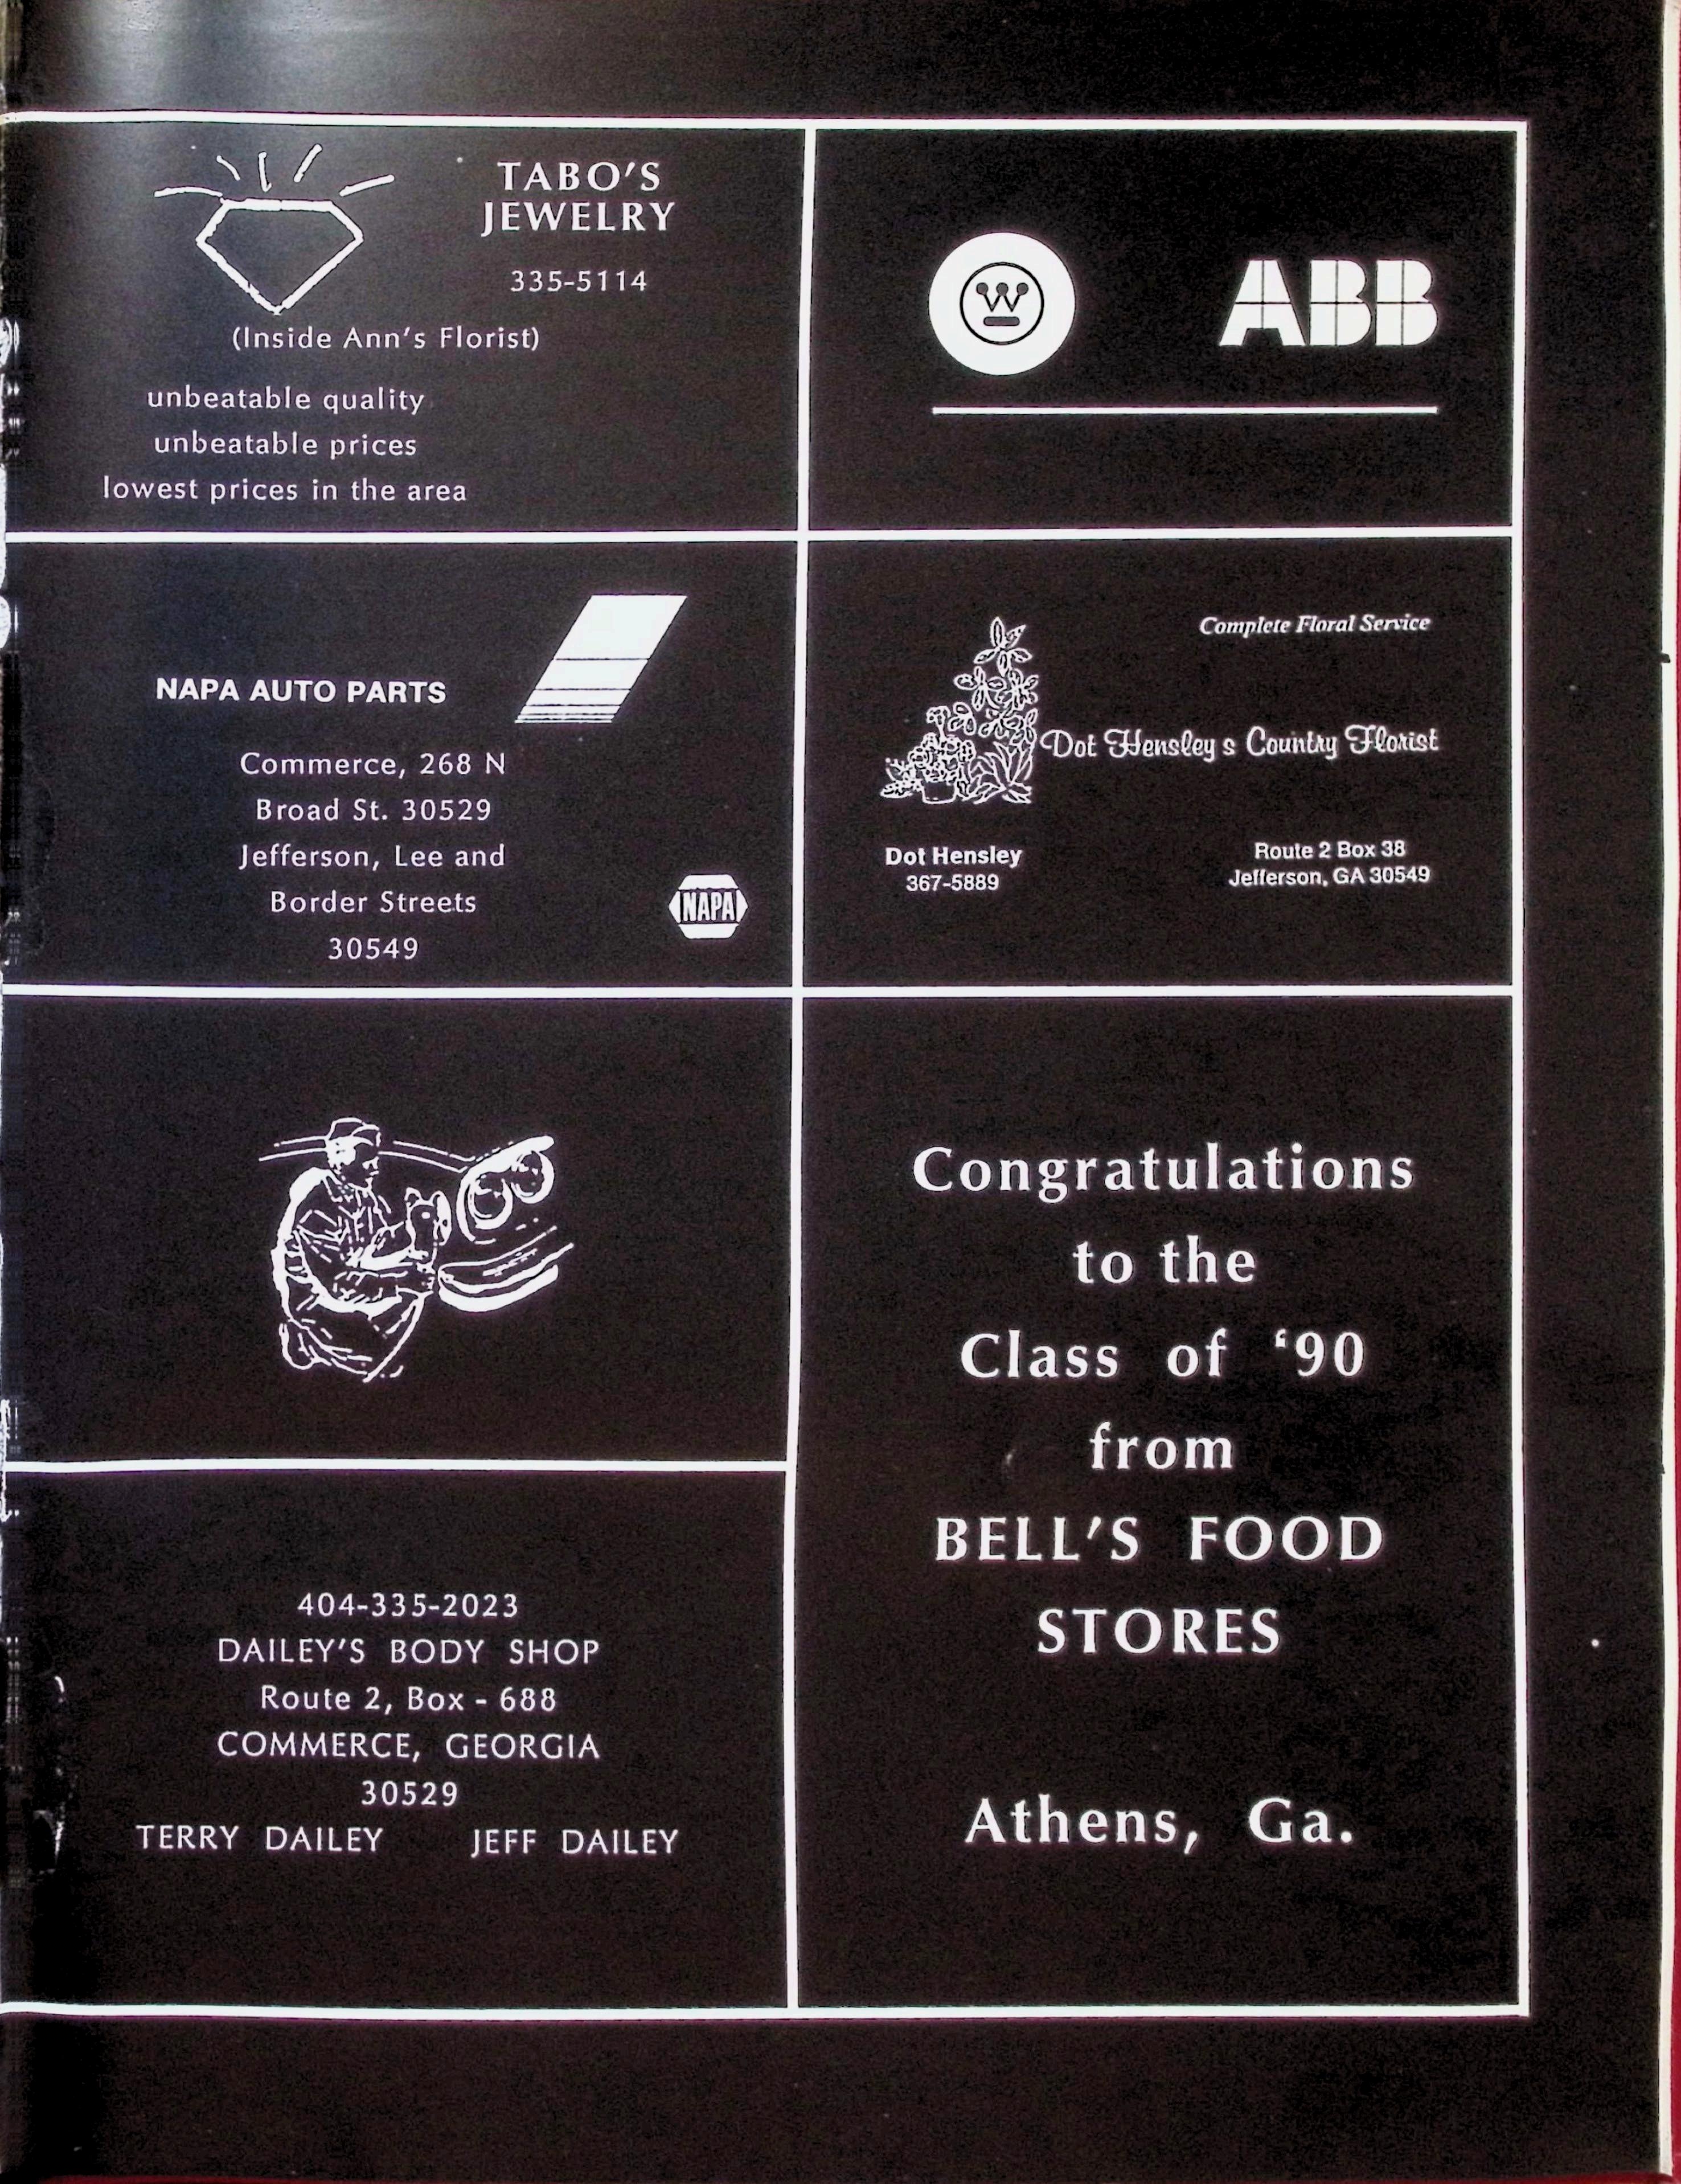 TABO'S
JEWELRY
335-5114
(Inside Ann's Florist)
unbeatable quality
unbeatable prices
lowest prices in the area
W
ABB
NAPA AUTO PARTS
Commerce, 268 N
Broad St. 30529
Jefferson, Lee and
Border Streets
30549
NAPA
Complete Floral Service
Dot Hensley s Country Florist
Dot Hensley
367-5889
Route 2 Box 38
Jefferson, GA 30549
404-335-2023
DAILEY'S BODY SHOP
Route 2, Box - 688
COMMERCE, GEORGIA
30529
TERRY DAILEY JEFF DAILEY
Congratulations
to the
Class of ‘90
from
BELL'S FOOD
STORES
Athens, Ga.